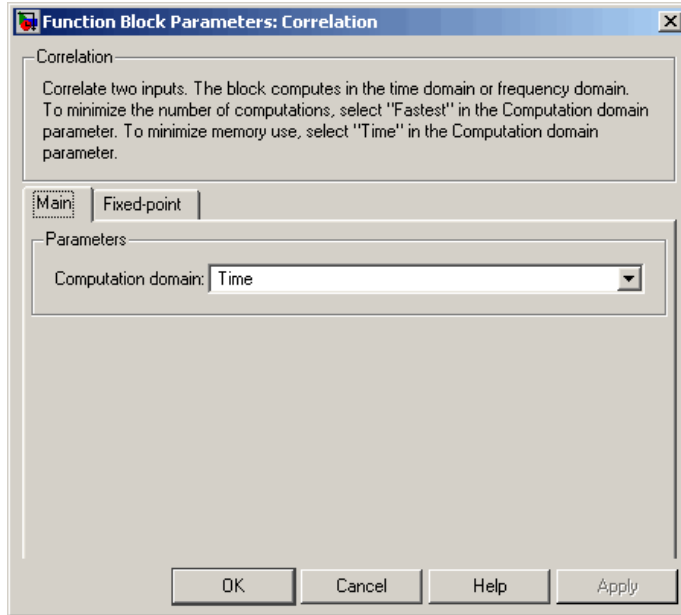 Function Block Parameters: Correlation
Correlation
Correlate two inputs. The block computes in the time domain or frequency domain.
To minimize the number of computations, select "Fastest" in the Computation domain
parameter. To minimize memory use, select "Time" in the Computation domain
parameter.
Main Fixed-point
Parameters
Computation domain: Time
OK Cancel Help Apply